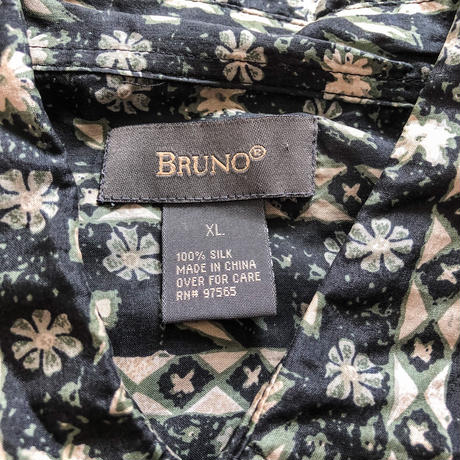 BRUNO®
XL
100% SILK
MADE IN CHINA
OVER FOR CARE
RN# 97565